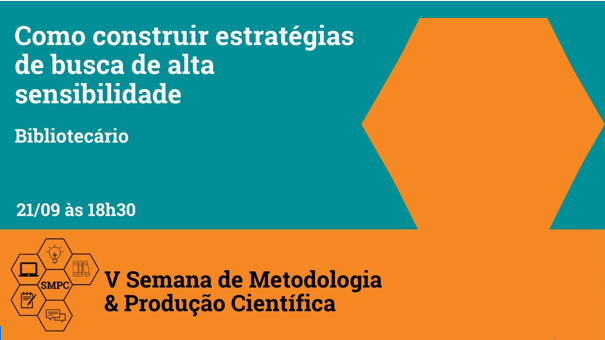 Como construir estratégias
de busca de alta
sensibilidade
Bibliotecário
21/09 às 18h30
SMPC
V Semana de Metodologia
& Produção Científica